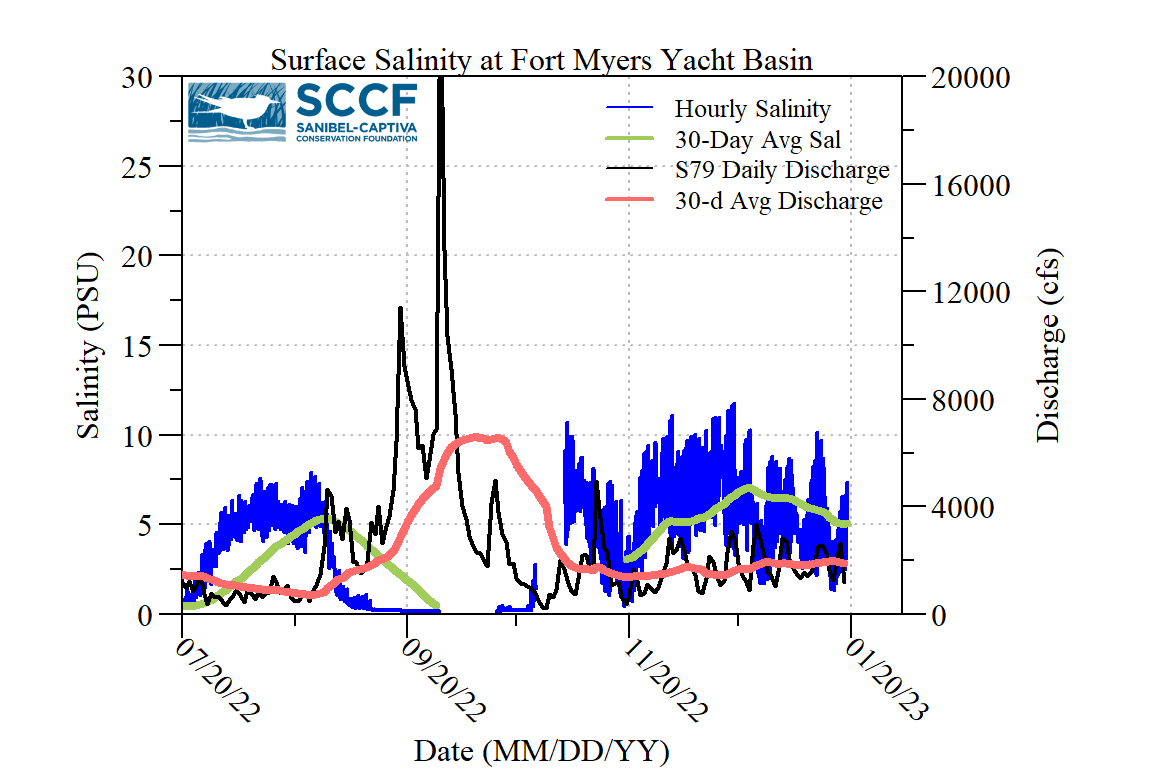 Surface Salinity at Fort Myers Yacht Basin
SCCF
SANIBEL-CAPTIVA
CONSERVATION FOUNDATION
Hourly Salinity
30-Day Avg Sal
S79 Daily Discharge
30-d Avg Discharge
30
25
20
15
10
5
0
Salinity (PSU)
20000
16000
12000
8000
4000
0
Discharge (cfs)
07/20/22
09/20/22
11/20/22
01/20/23
Date (MM/DD/YY)